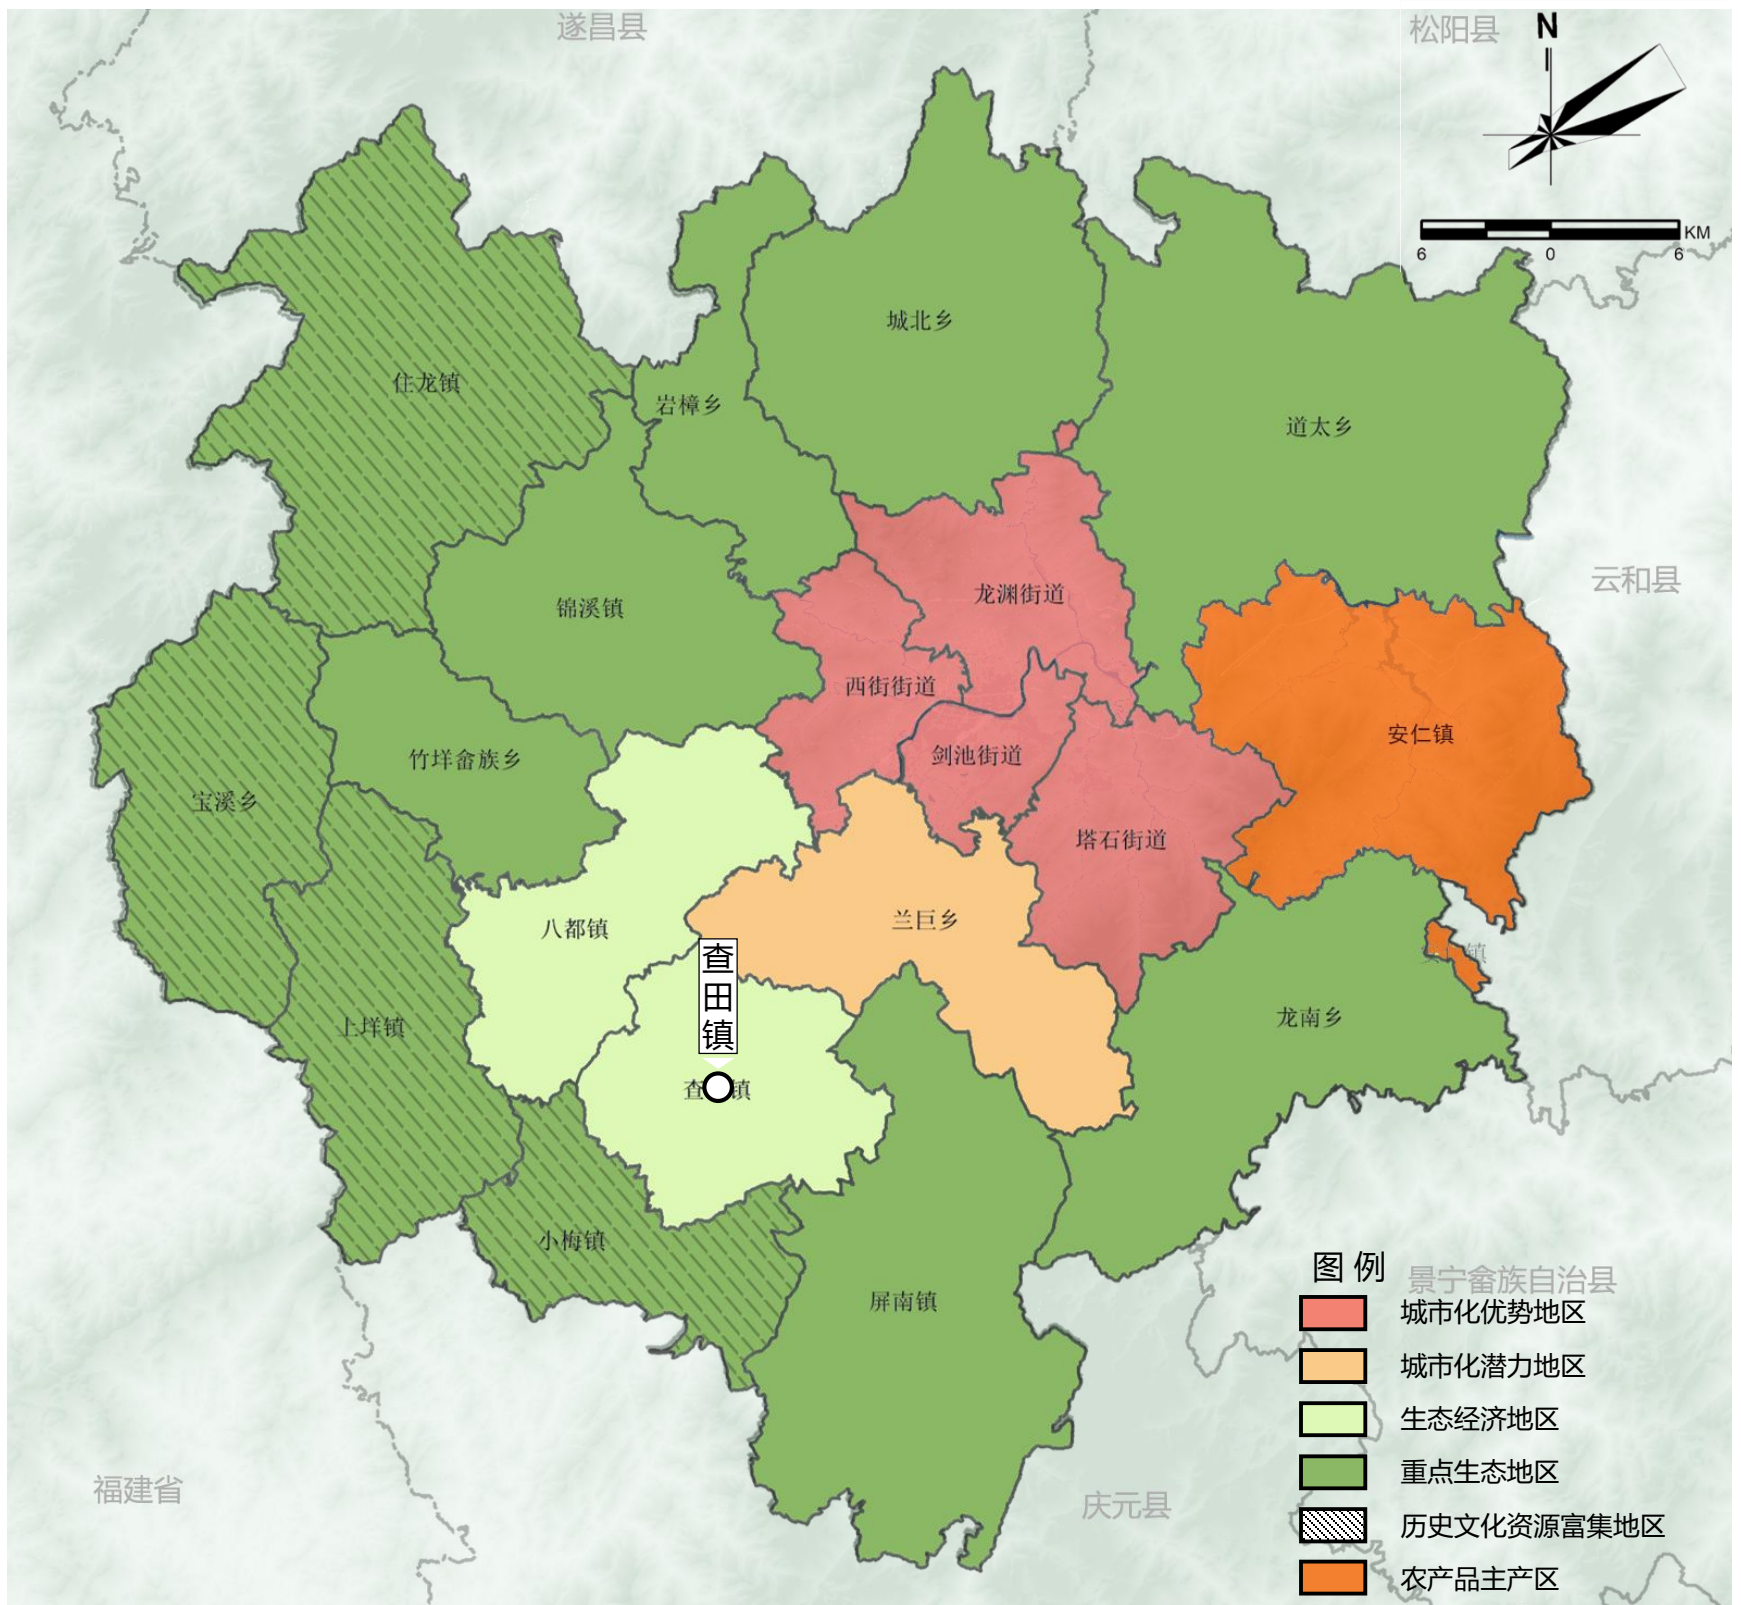 遂昌县
松阳县
N
KM
6 0 6
城北乡
住龙镇
岩樟乡
道太乡
云和县
龙渊街道
锦溪镇
西街街道
安仁镇
剑池街道
竹垟畲族乡
宝溪乡
塔石街道
兰巨乡
八都镇
查田镇
镇
龙南乡
上垟镇
查 镇
小梅镇
屏南镇
图 例
景宁畲族自治县
城市化优势地区
城市化潜力地区
生态经济地区
重点生态地区
历史文化资源富集地区
农产品主产区
福建省
庆元县